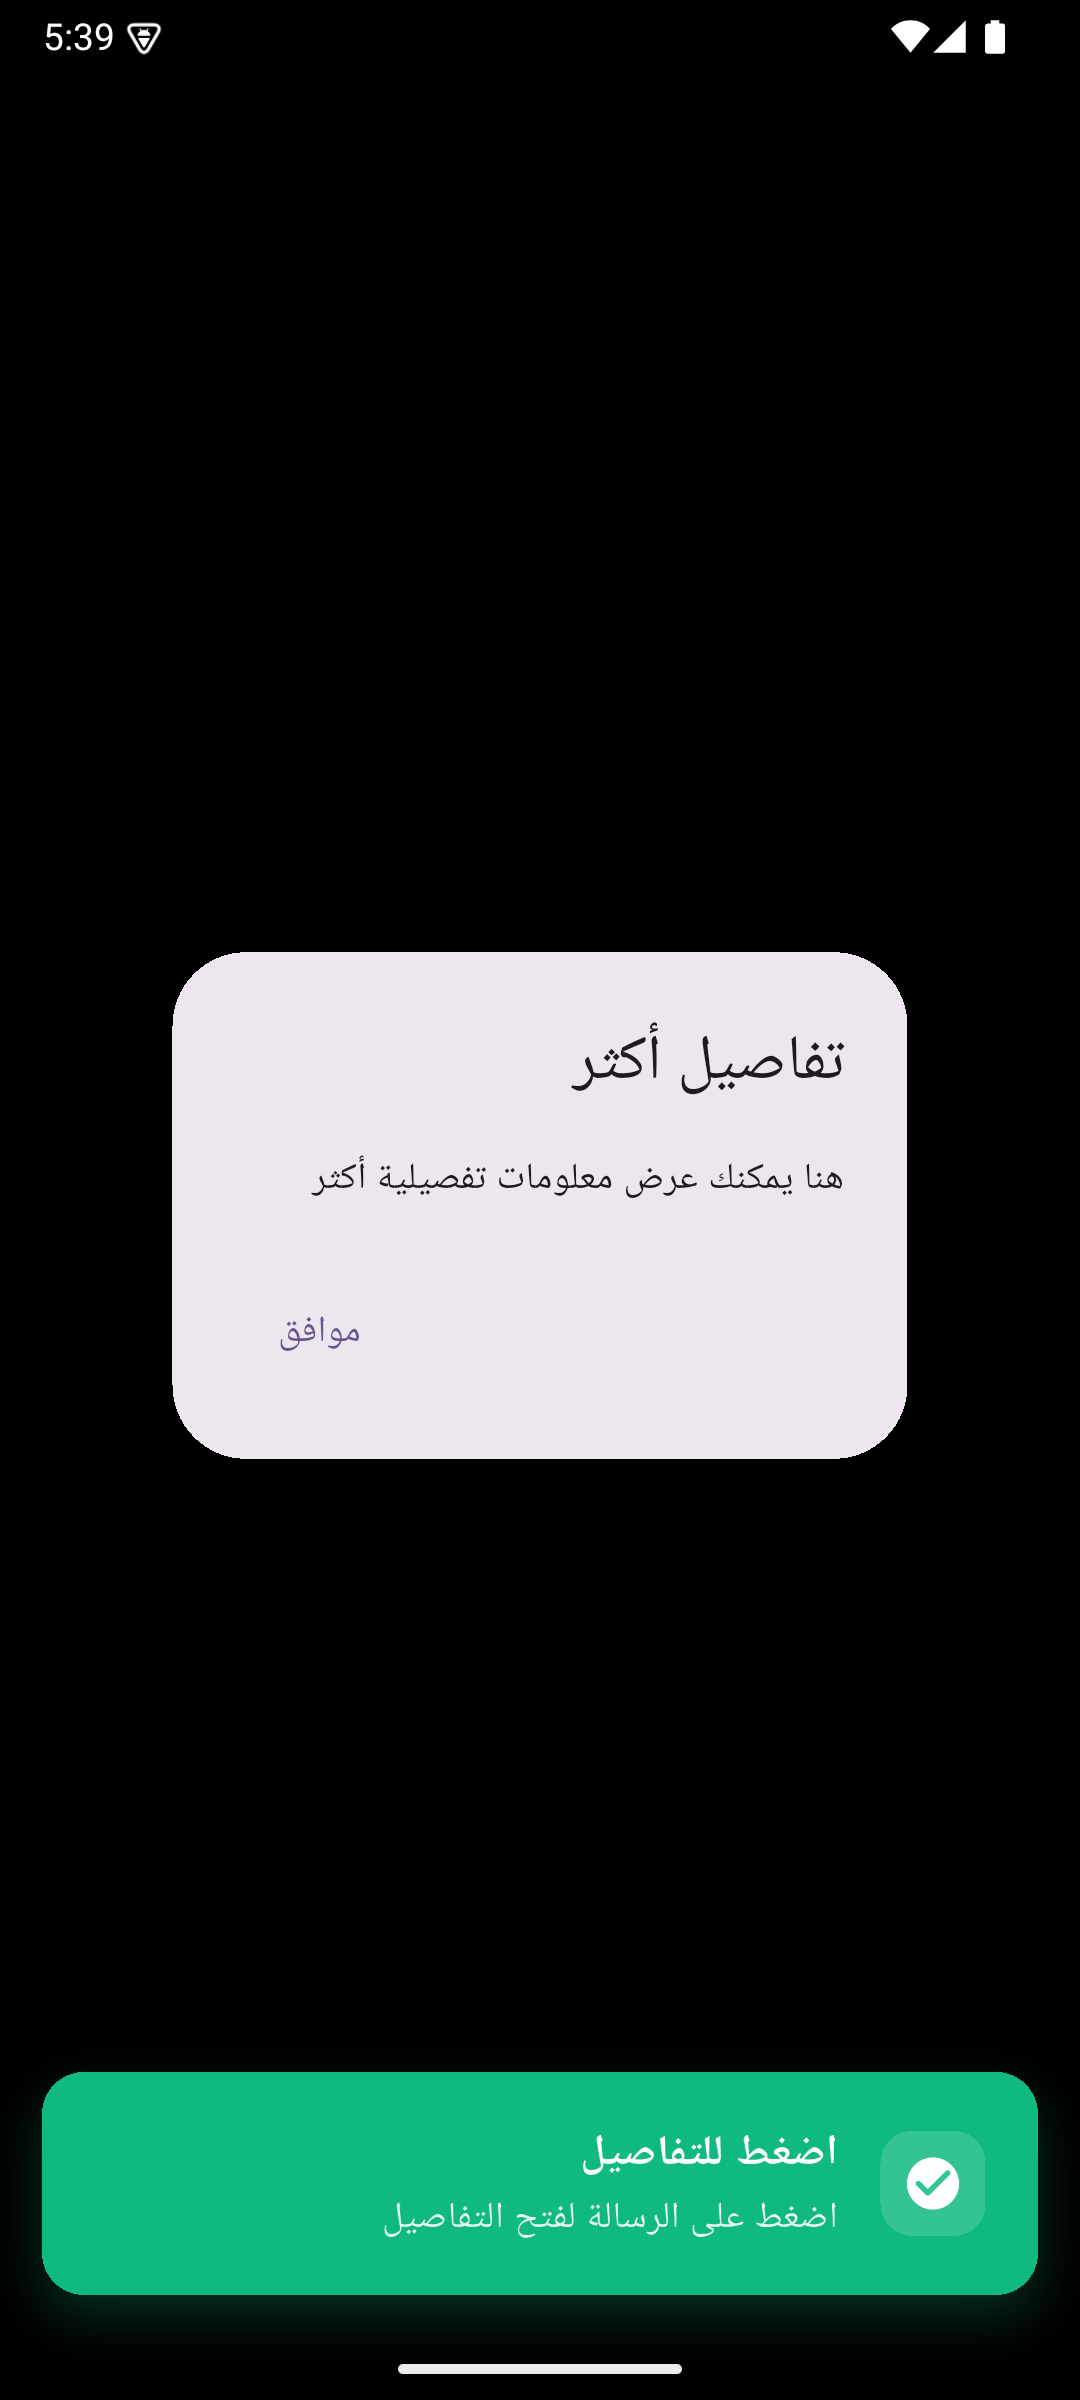 5:39
تفاصيل أكثر
هنا يمكنك عرض معلومات تفصيلية أكثر
موافق
اضغط للتفاصيل
اضغط على الرسالة لفتح التفاصيل